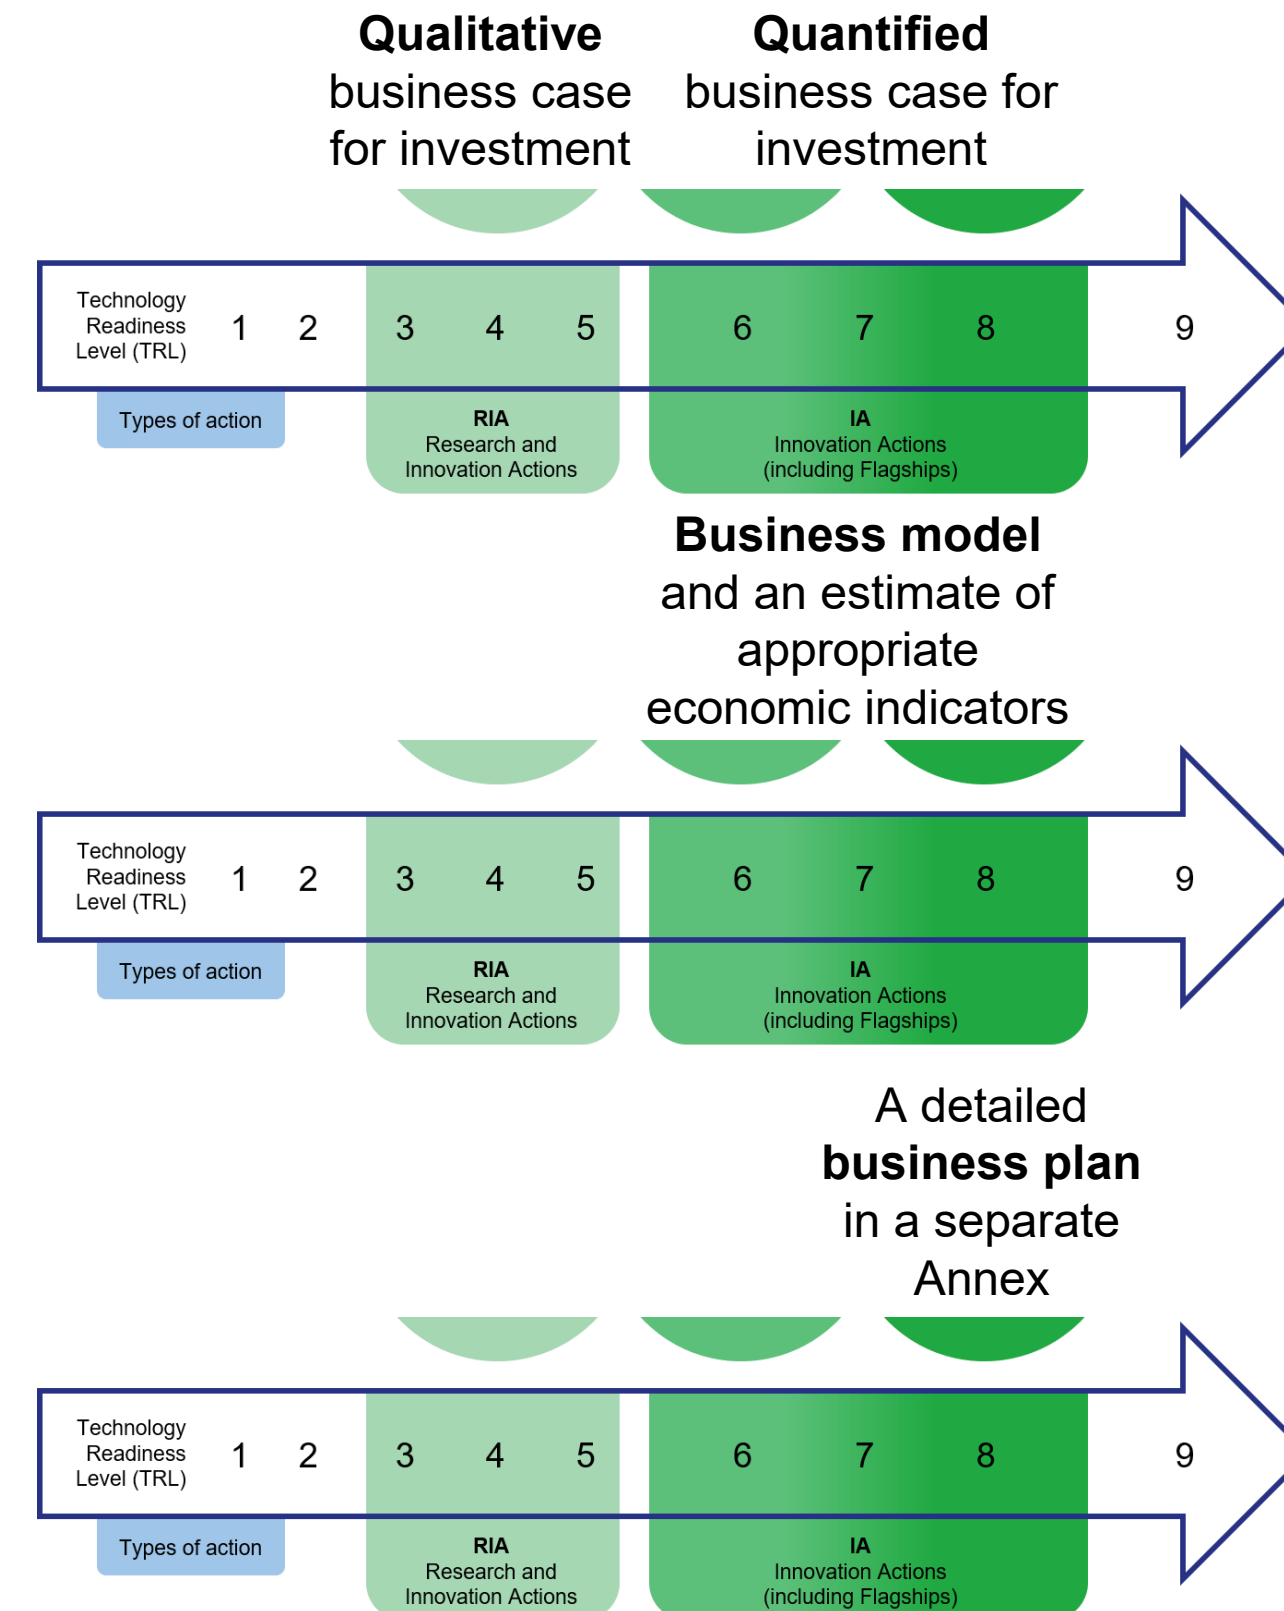 Qualitative
business case
for investment
Quantified
business case for
investment
Technology
Readiness
Level (TRL)
1 2 3 4 5 6 7 8 9
Types of action
RIA
Research and
Innovation Actions
IA
Innovation Actions
(including Flagships)
Business model
and an estimate of
appropriate
economic indicators
Technology
Readiness
Level (TRL)
1 2 3 4 5 6 7 8 9
Types of action
RIA
Research and
Innovation Actions
IA
Innovation Actions
(including Flagships)
A detailed
business plan
in a separate
Annex
Technology
Readiness
Level (TRL)
1 2 3 4 5 6 7 8 9
Types of action
RIA
Research and
Innovation Actions
IA
Innovation Actions
(including Flagships)